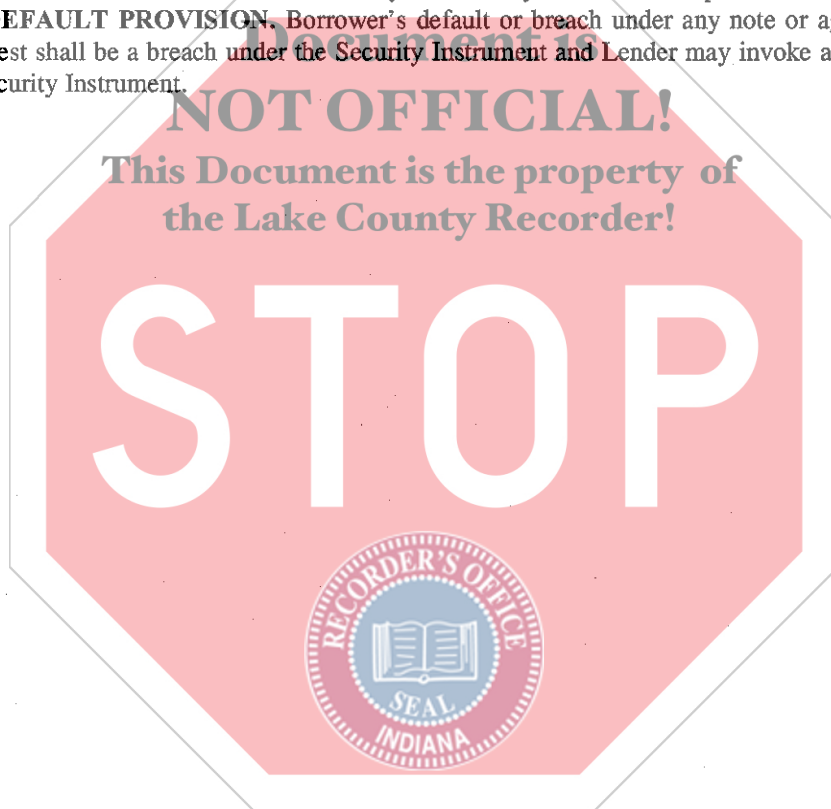 EFAULT PROVISION. Borrower's default or breach under any note or a
est shall be a breach under the Security Instrument and Lender may invoke a
curity Instrument.
Document is
NOT OFFICIAL!
This Document is the property of
the Lake County Recorder!
STOP
RECORDER'S OFFICE
SEAL
INDIANA